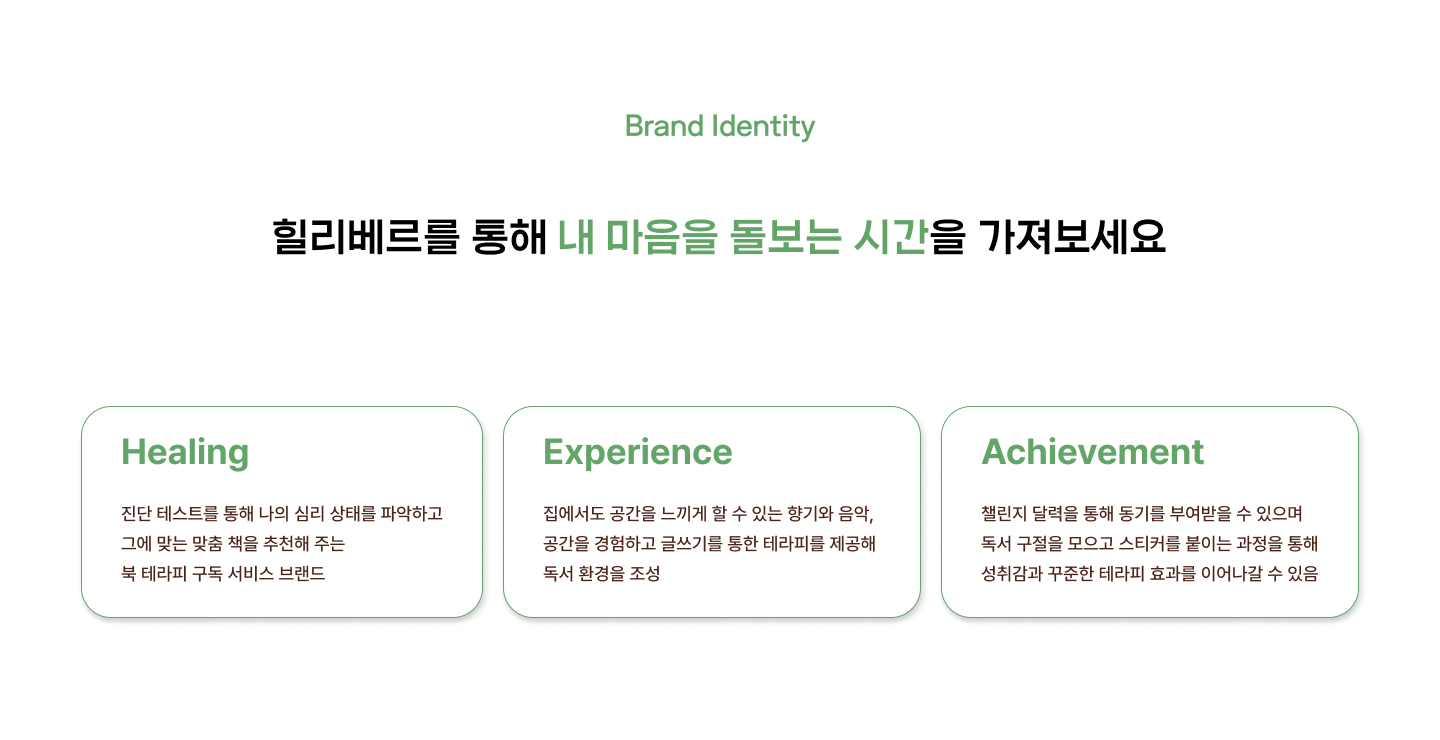 Brand Identity
힐리베르를 통해 내 마음을 돌보는 시간을 가져보세요
Healing
진단 테스트를 통해 나의 심리 상태를 파악하고
그에 맞는 맞춤 책을 추천해 주는
북 테라피 구독 서비스 브랜드
Experience
집에서도 공간을 느끼게 할 수 있는 향기와 음악,
공간을 경험하고 글쓰기를 통한 테라피를 제공해
독서 환경을 조성
Achievement
챌린지 달력을 통해 동기를 부여받을 수 있으며
독서 구절을 모으고 스티커를 붙이는 과정을 통해
성취감과 꾸준한 테라피 효과를 이어나갈 수 있음